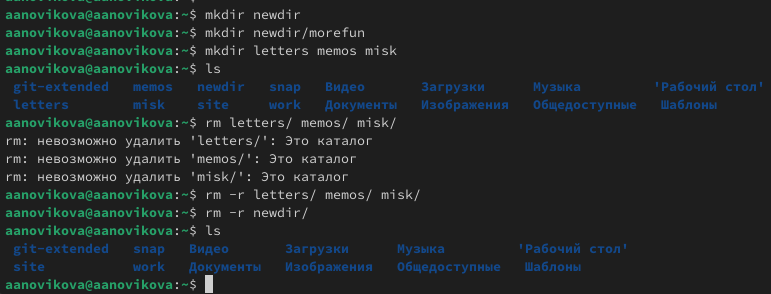 aanovikova@aanovikova:~$ mkdir newdir
aanovikova@aanovikova:~$ mkdir newdir/morefun
aanovikova@aanovikova:~$ mkdir letters memos misk
aanovikova@aanovikova:~$ ls
git-extended memos newdir snap Видео Загрузки Музыка 'Рабочий стол'
letters misk site work Документы Изображения Общедоступные Шаблоны
aanovikova@aanovikova:~$ rm letters/ memos/ misk/
rm: невозможно удалить 'letters/': Это каталог
rm: невозможно удалить 'memos/': Это каталог
rm: невозможно удалить 'misk/': Это каталог
aanovikova@aanovikova:~$ rm -r letters/ memos/ misk/
aanovikova@aanovikova:~$ rm -r newdir/
aanovikova@aanovikova:~$ ls
git-extended snap Видео Загрузки Музыка 'Рабочий стол'
site work Документы Изображения Общедоступные Шаблоны
aanovikova@aanovikova:~$